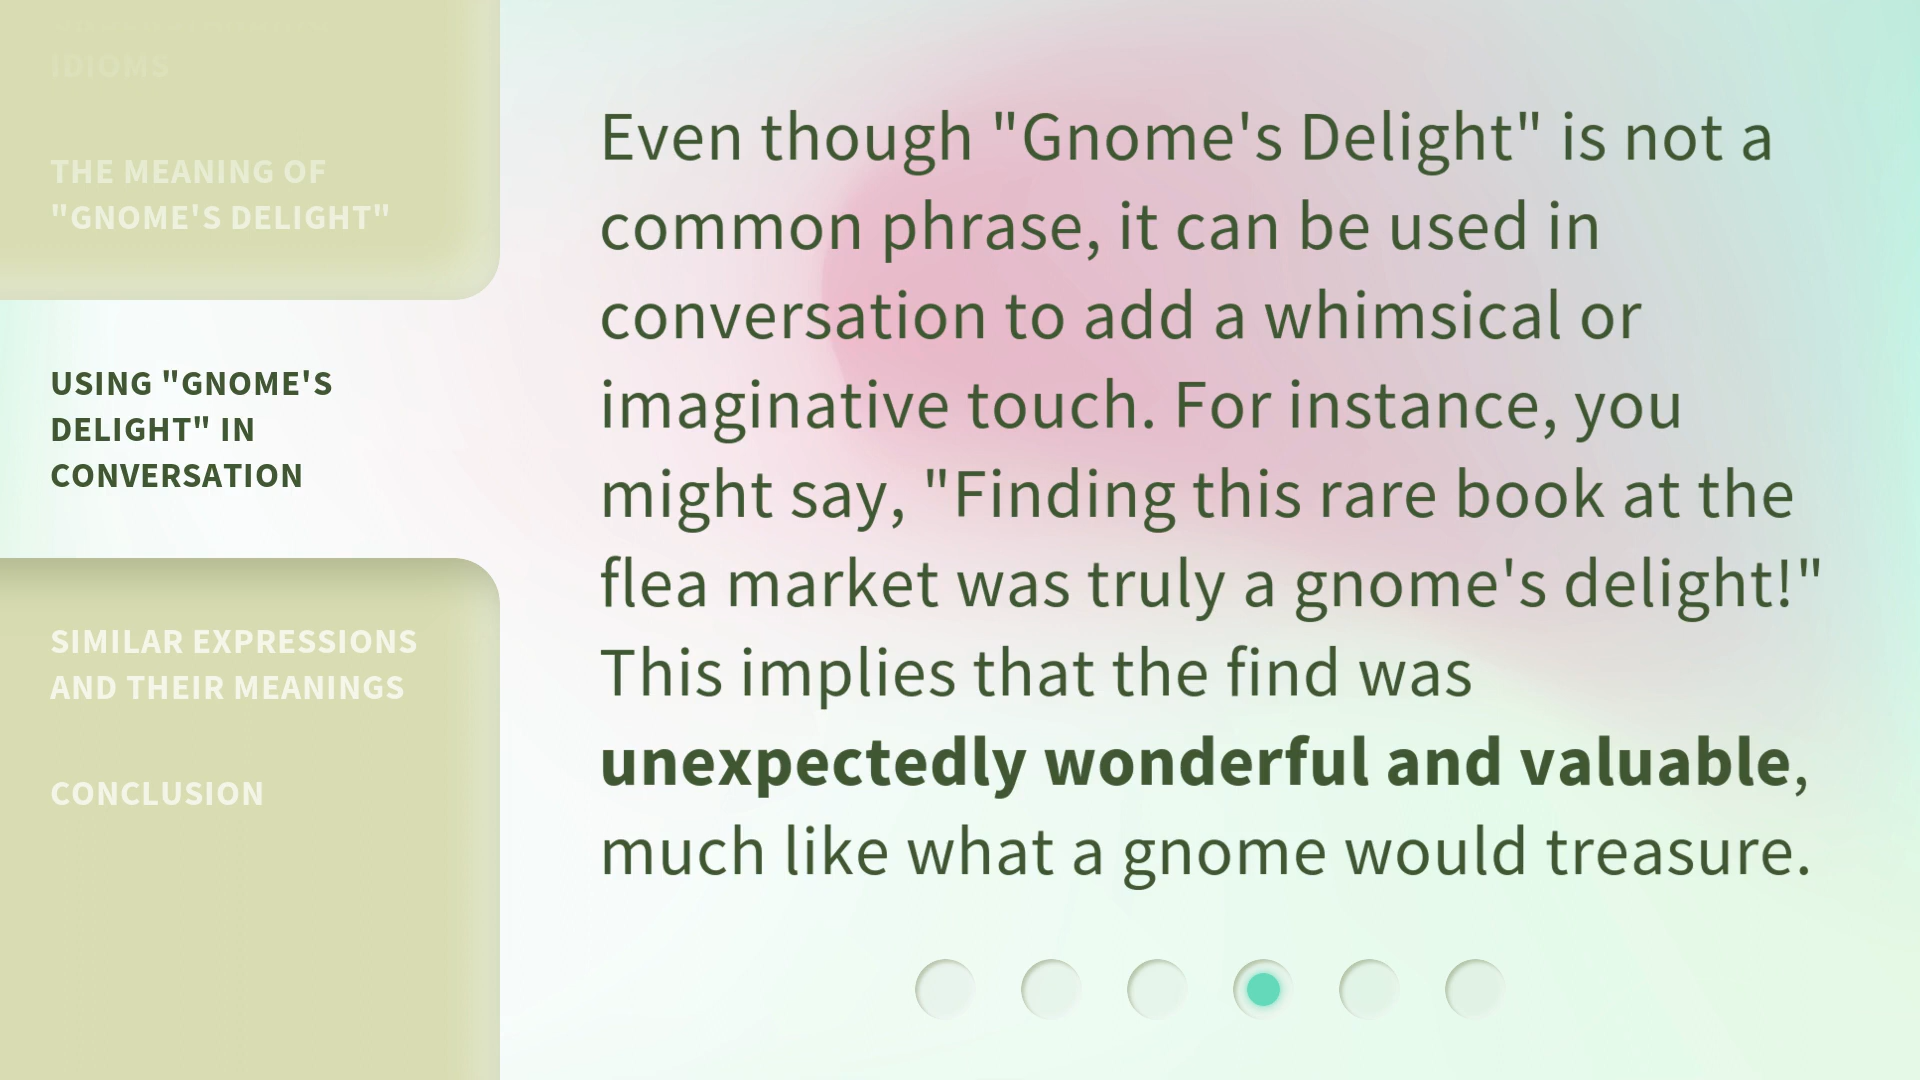 IDIOMS
THE MEANING OF
"GNOME'S DELIGHT"
USING "GNOME'S
DELIGHT" IN
CONVERSATION
SIMILAR EXPRESSIONS
AND THEIR MEANINGS
CONCLUSION
Even though "Gnome's Delight" is not a
common phrase, it can be used in
conversation to add a whimsical or
imaginative touch. For instance, you
might say, "Finding this rare book at the
flea market was truly a gnome's delight!"
This implies that the find was
unexpectedly wonderful and valuable,
much like what a gnome would treasure.